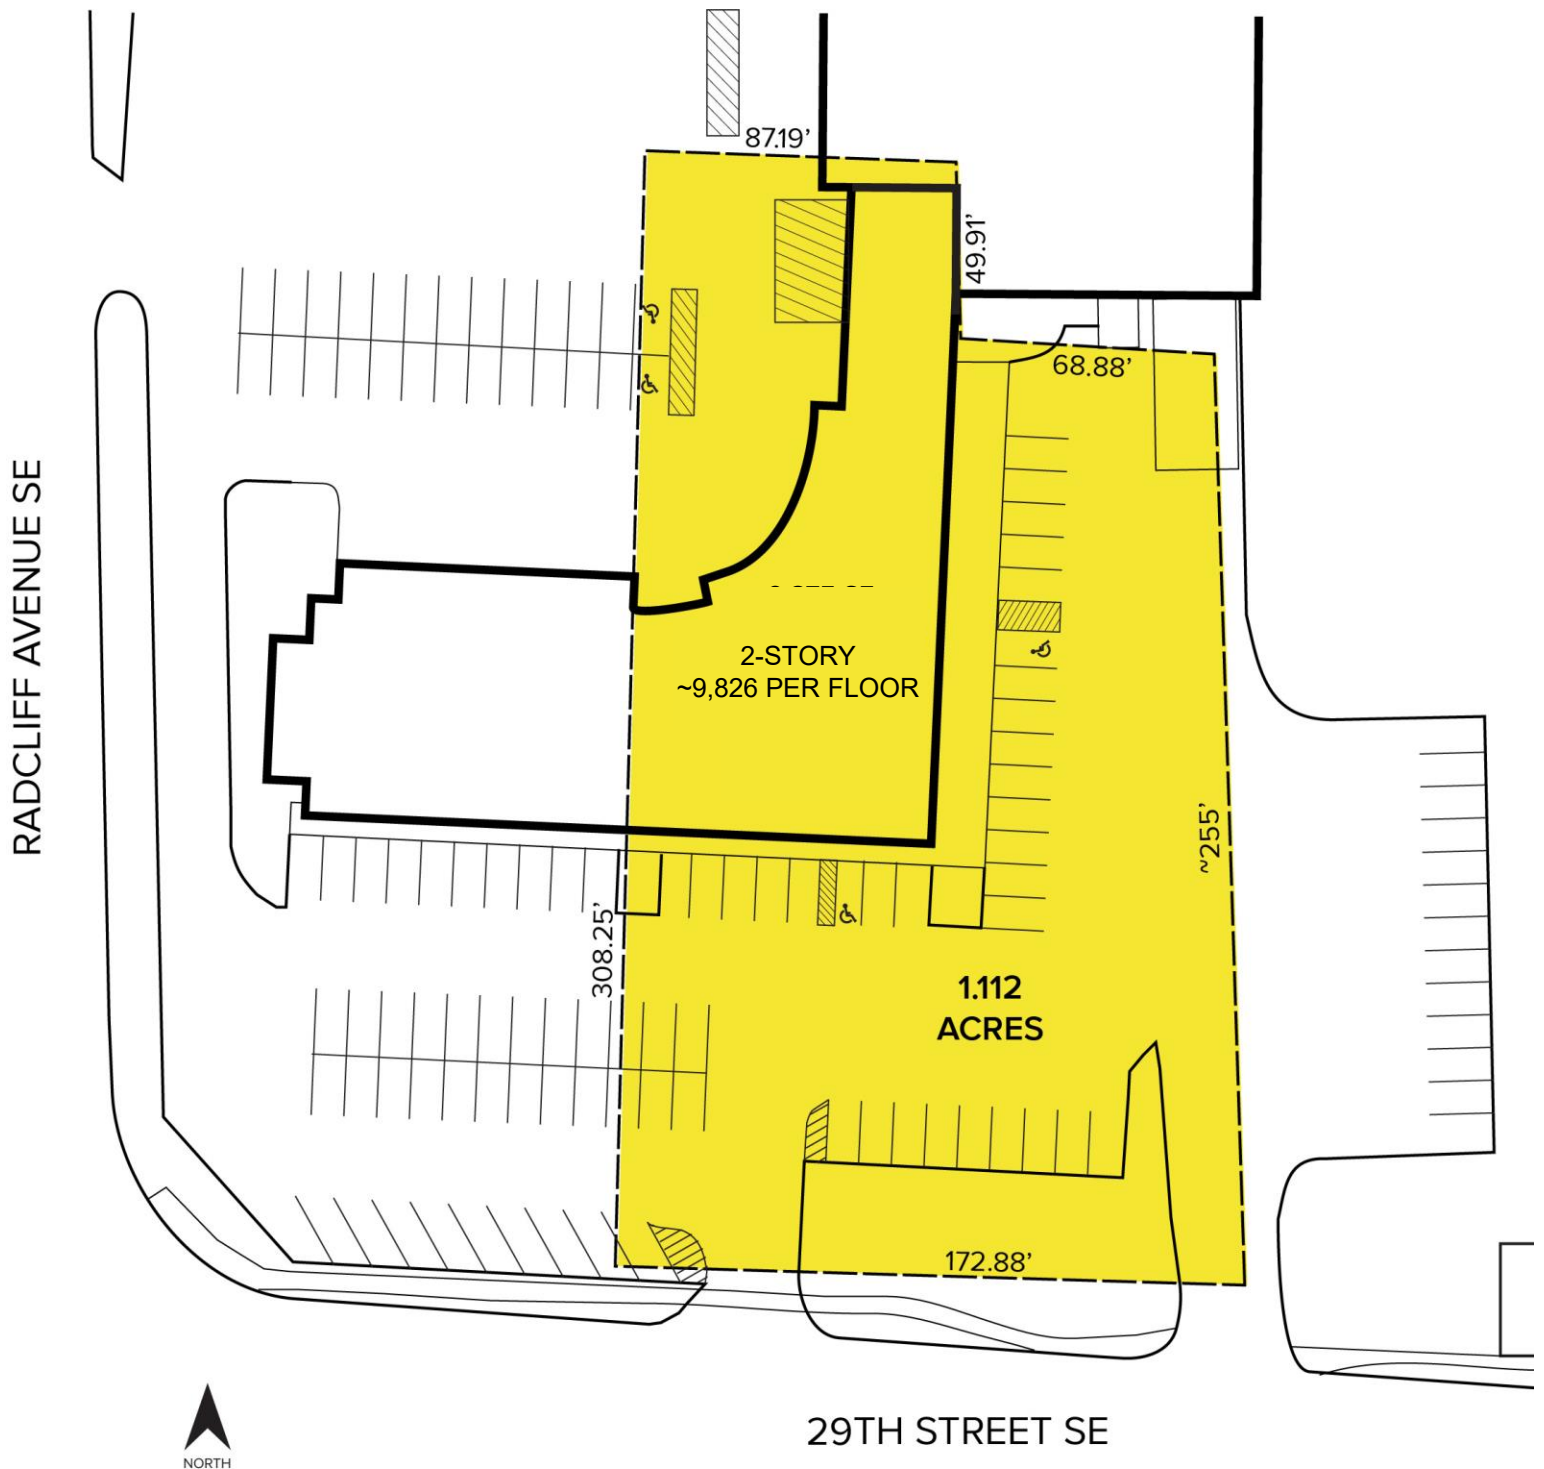 87.19’
49.91’
68.88’
RADCLIFF AVENUE SE
2-STORY
~9,826 PER FLOOR
~255’
308.25’
1.112
ACRES
172.88’
29TH STREET SE
NORTH